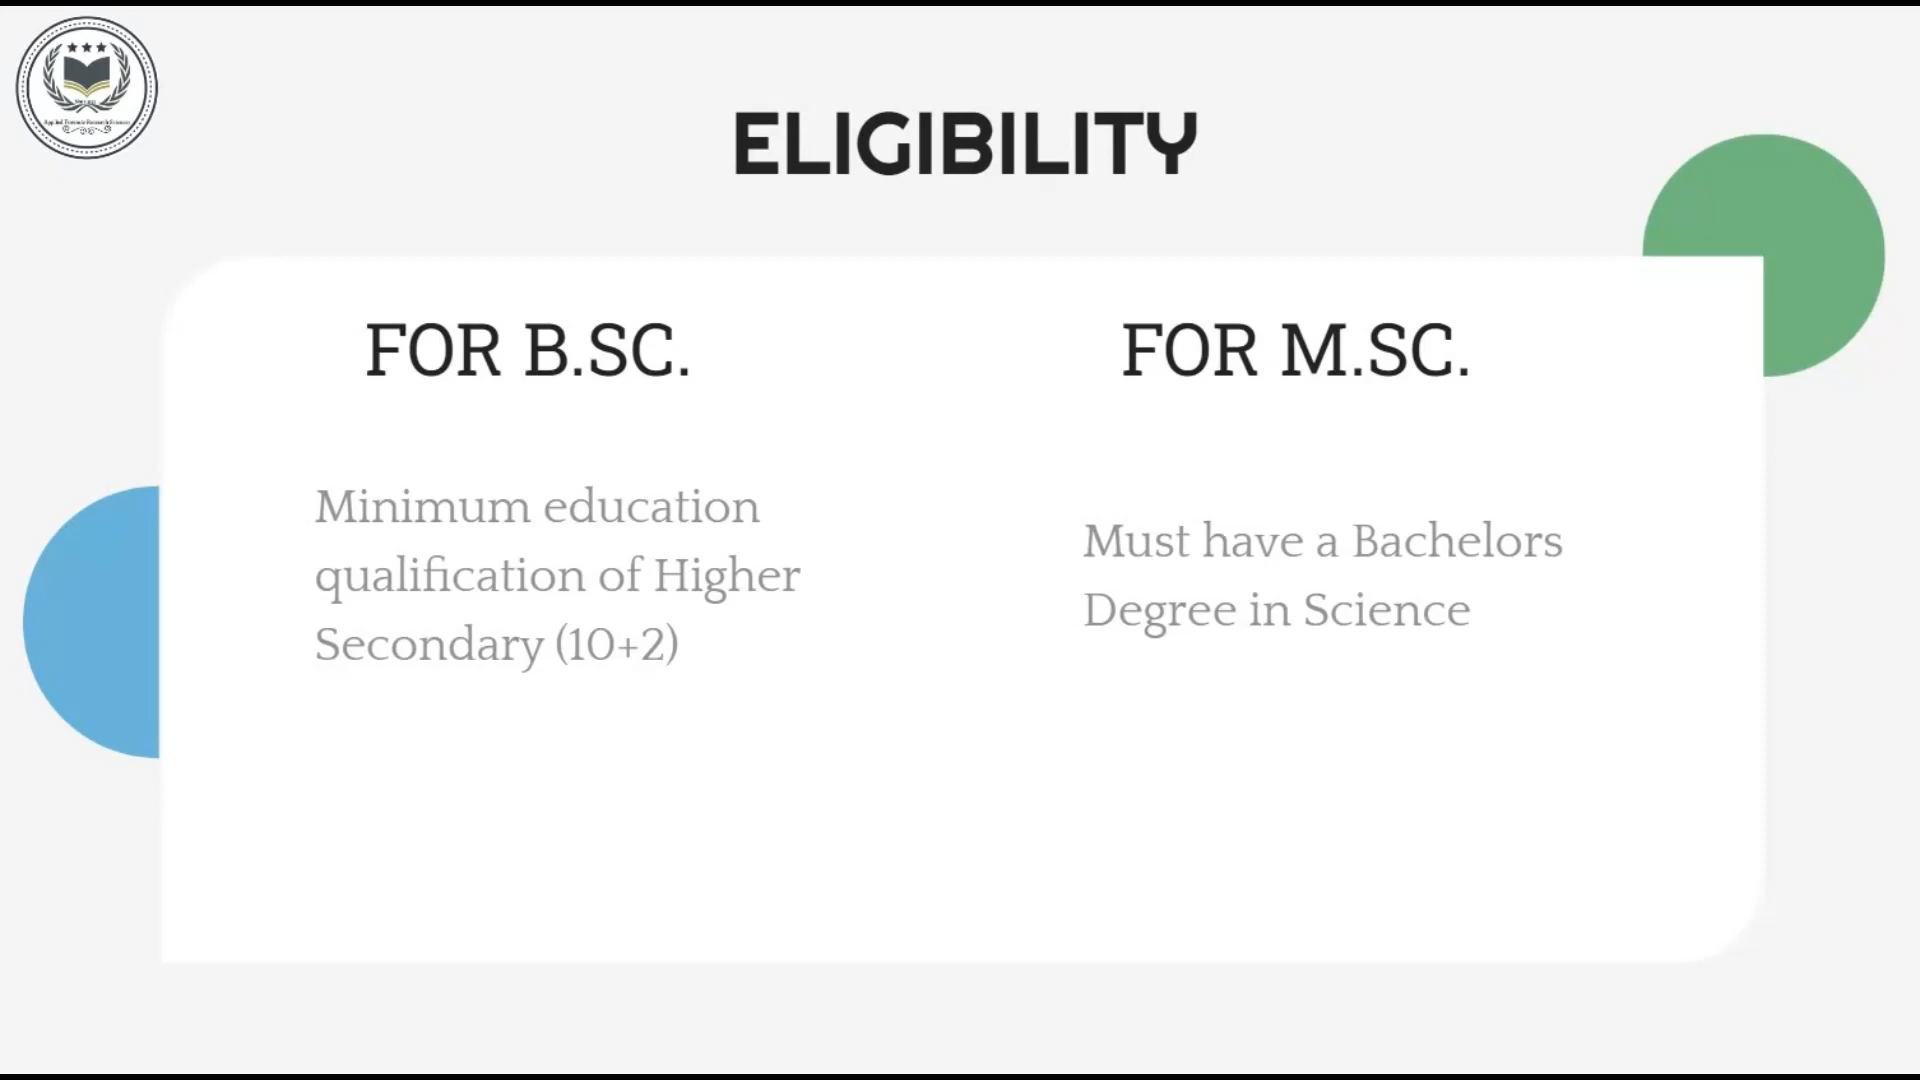 ELIGIBILITY
FOR B.SC.
Minimum education
qualification of Higher
Secondary (10+2)
FOR M.SC.
Must have a Bachelors
Degree in Science